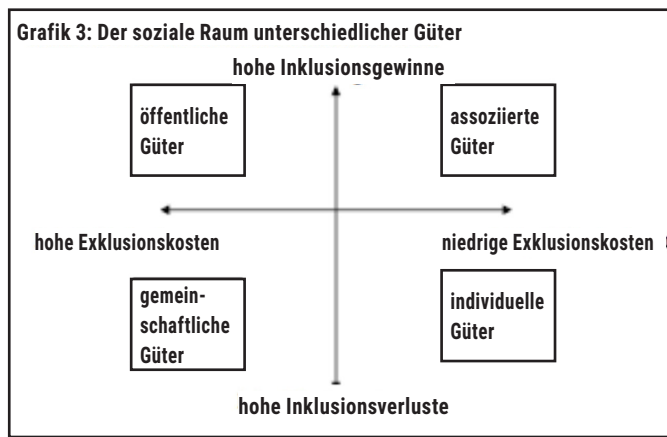 Grafik 3: Der soziale Raum unterschiedlicher Güter
hohe Inklusionsgewinne
öffentliche
Güter
assoziierte
Güter
hohe Exklusionskosten
niedrige Exklusionskosten
gemein-
schaftliche
Güter
individuelle
Güter
hohe Inklusionsverluste